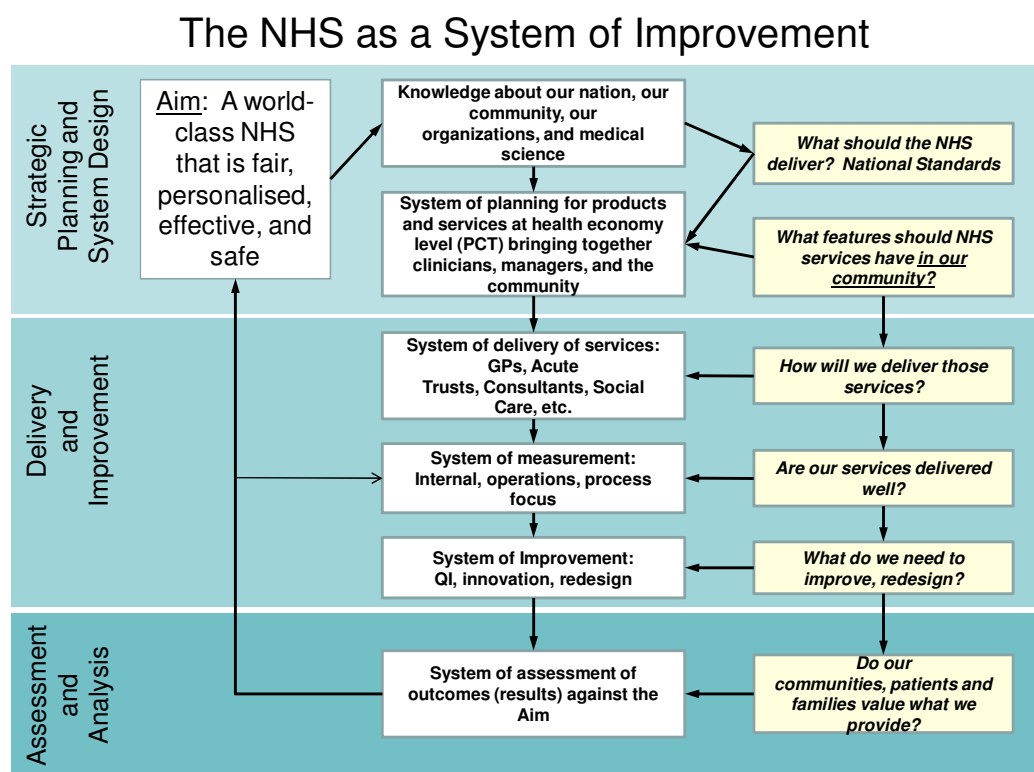 The NHS as a System of Improvement
Strategic
Planning and
System Design
Aim: A world-
class NHS
that is fair,
personalised,
effective, and
safe
Knowledge about our nation, our
community, our
organizations, and medical
science
What should the NHS
deliver? National Standards
System of planning for products
and services at health economy
level (PCT) bringing together
clinicians, managers, and the
community
What features should NHS
services have in our
community?
Delivery
and
Improvement
System of delivery of services:
GPs, Acute
Trusts, Consultants, Social
Care, etc.
How will we deliver those
services?
System of measurement:
Internal, operations, process
focus
Are our services delivered
well?
System of Improvement:
QI, innovation, redesign
What do we need to
improve, redesign?
Assessment
and
Analysis
System of assessment of
outcomes (results) against the
Aim
Do our
communities, patients and
families value what we
provide?